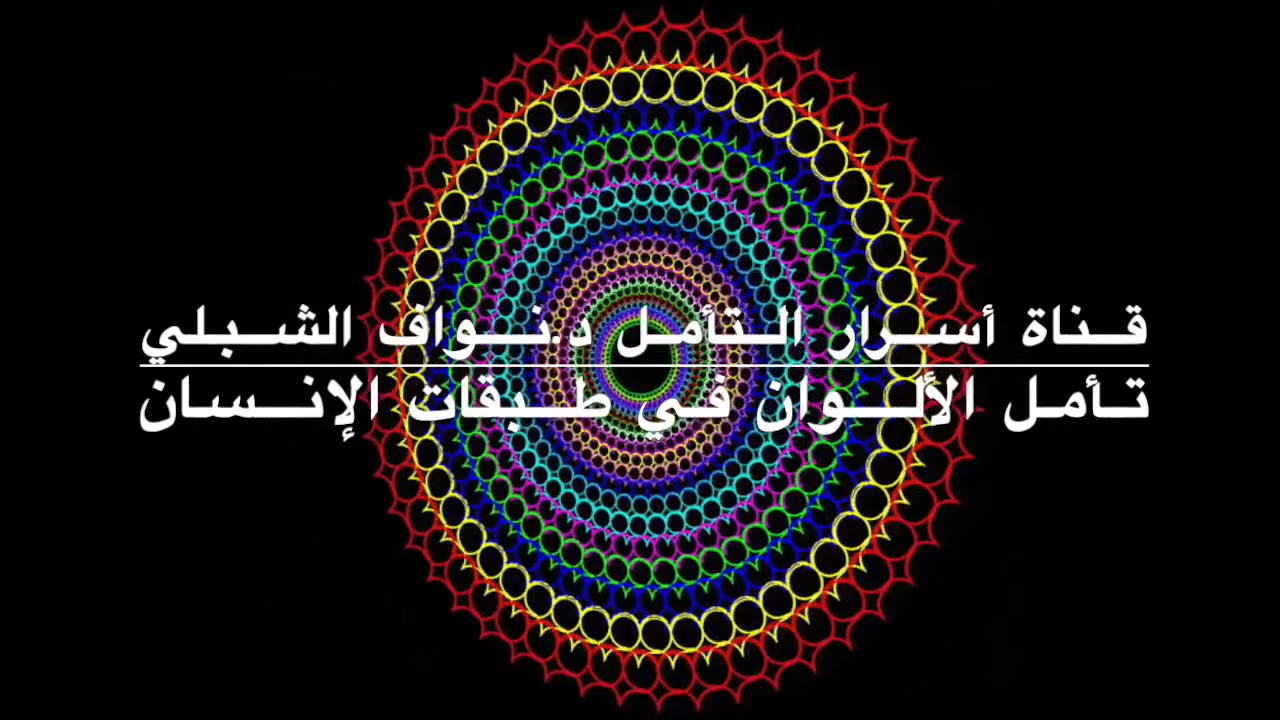 قناة أسرار التأمل د.نواف الشبلي
تأمل الألوان في طبقات الإنسان